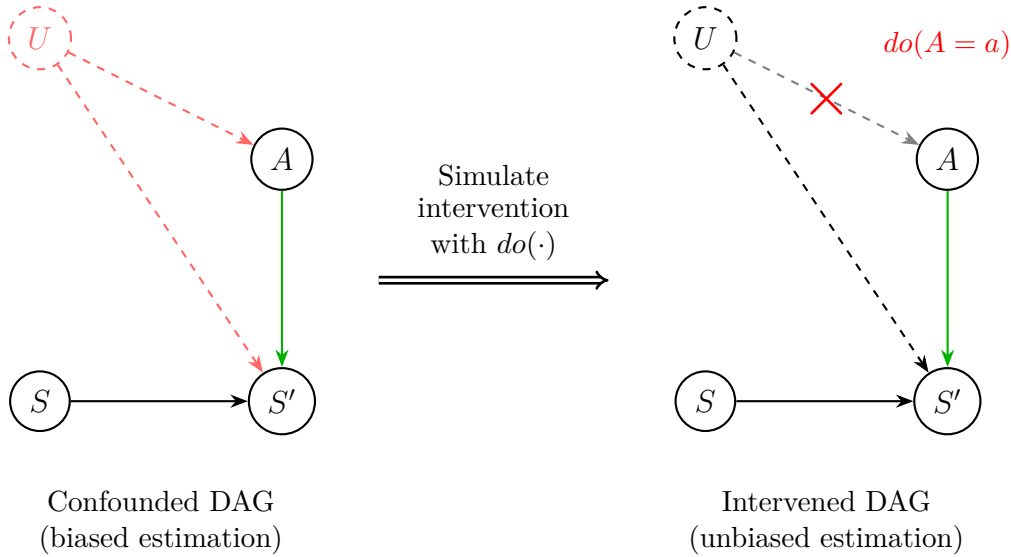 U
A
S
S′
Confounded DAG
(biased estimation)
Simulate
intervention
with do(·)
U
do(A = a)
A
S
S′
Intervened DAG
(unbiased estimation)